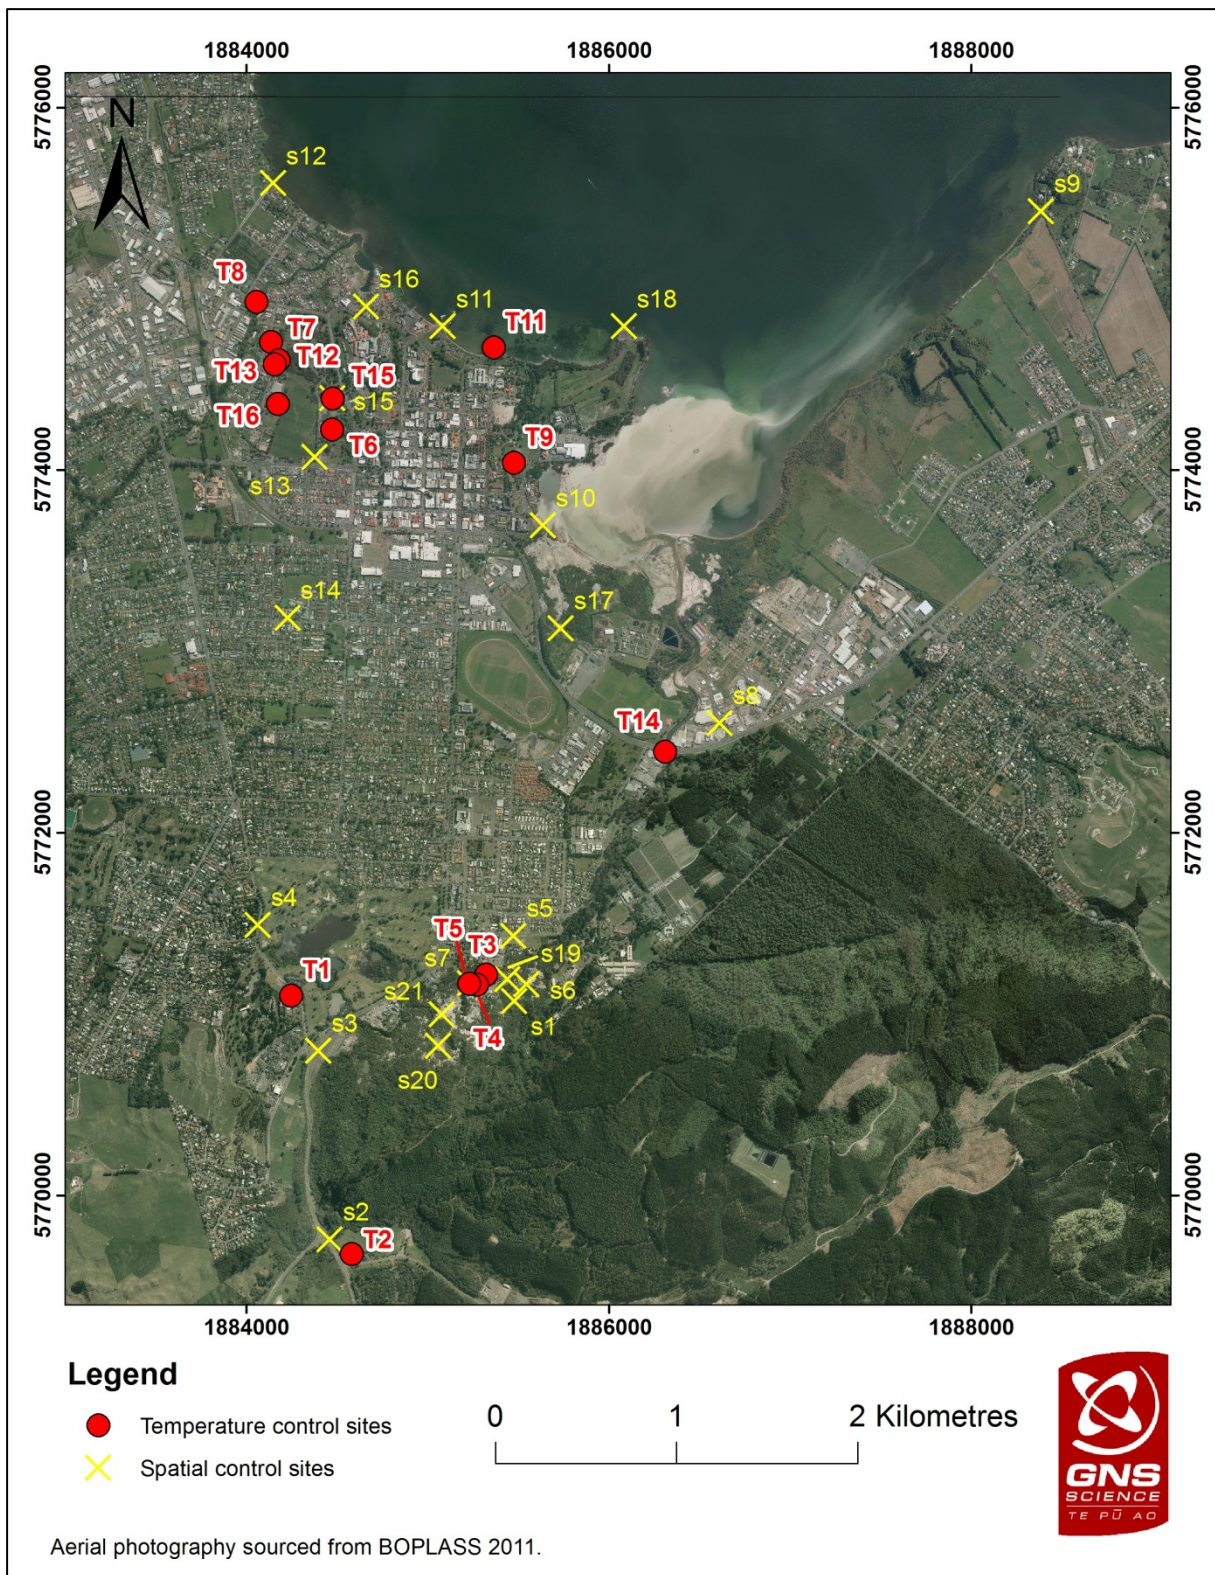 1884000 1886000 1888000
5776000 5776000
N
s12
s9
T8
s16 s11 s18
T7 T11
T12
T13 T15
s15
T16 T6
T9
5774000 5774000
s13
s10
s14
s17
s8
T14
5772000 5772000
s4
s5
T5 T3
s7 s19
T1
s21 s6
s1
s3 T4
s20
5770000 5770000
s2
T2
1884000 1886000 1888000
Legend
Temperature control sites
Spatial control sites
0 1 2 Kilometres
GNS
SCIENCE
TE PŪ AO
Aerial photography sourced from BOPLASS 2011.